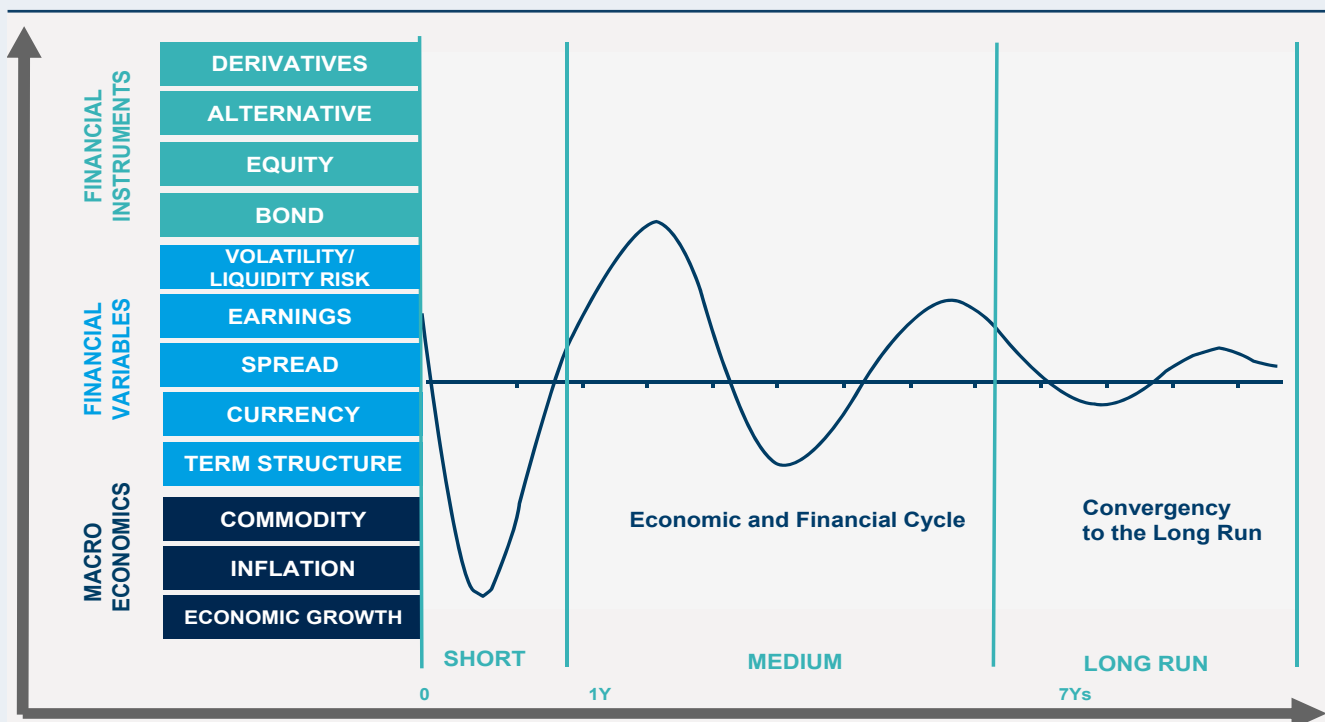 FINANCIAL
INSTRUMENTS
DERIVATIVES
ALTERNATIVE
EQUITY
BOND
FINANCIAL
VARIABLES
VOLATILITY/
LIQUIDITY RISK
EARNINGS
SPREAD
CURRENCY
TERM STRUCTURE
MACRO
ECONOMICS
COMMODITY
INFLATION
ECONOMIC GROWTH
Economic and Financial Cycle
Convergency
to the Long Run
SHORT
MEDIUM
LONG RUN
0
1Y
7Ys